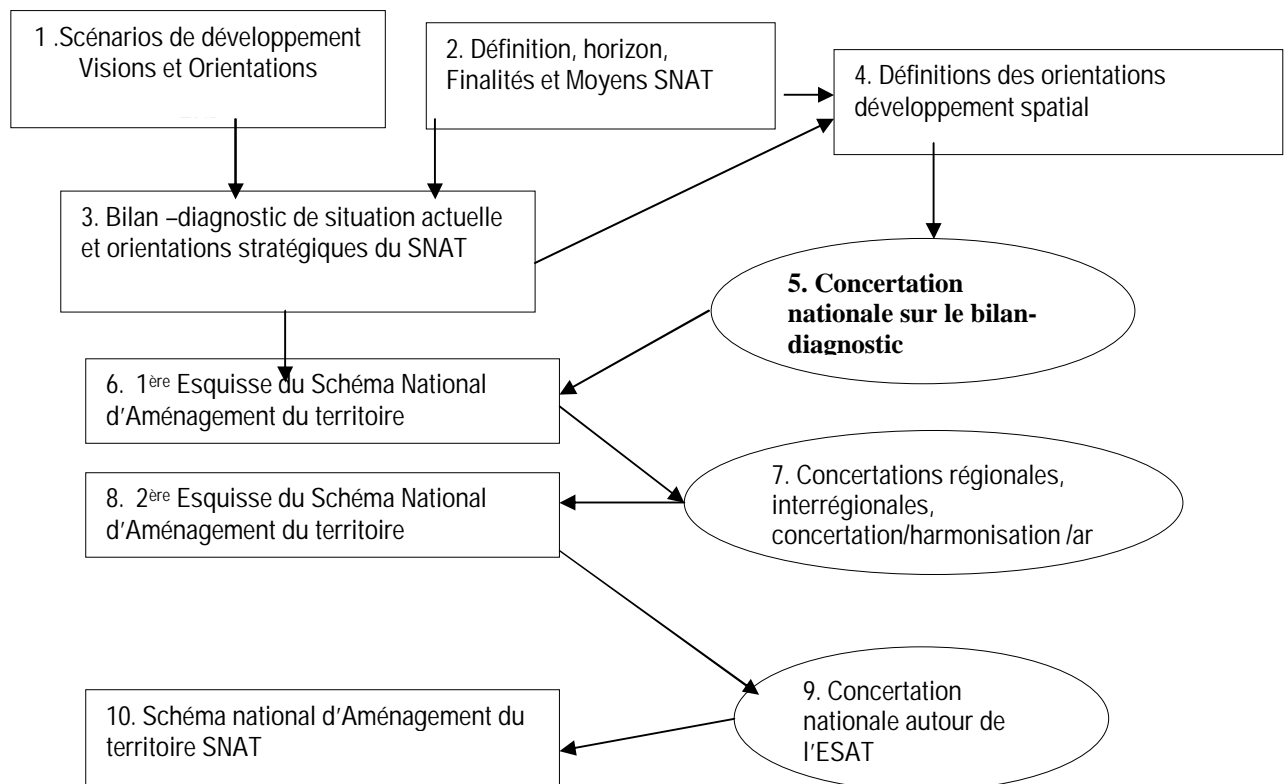 1 .Scénarios de développement
Visions et Orientations
2. Définition, horizon,
Finalités et Moyens SNAT
4. Définitions des orientations
développement spatial
3. Bilan –diagnostic de situation actuelle
et orientations stratégiques du SNAT
5. Concertation
nationale sur le bilan-
diagnostic
6. 1ère Esquisse du Schéma National
d'Aménagement du territoire
7. Concertations régionales,
interrégionales,
concertation/harmonisation /ar
8. 2ère Esquisse du Schéma National
d'Aménagement du territoire
9. Concertation
nationale autour de
l'ESAT
10. Schéma national d'Aménagement du
territoire SNAT